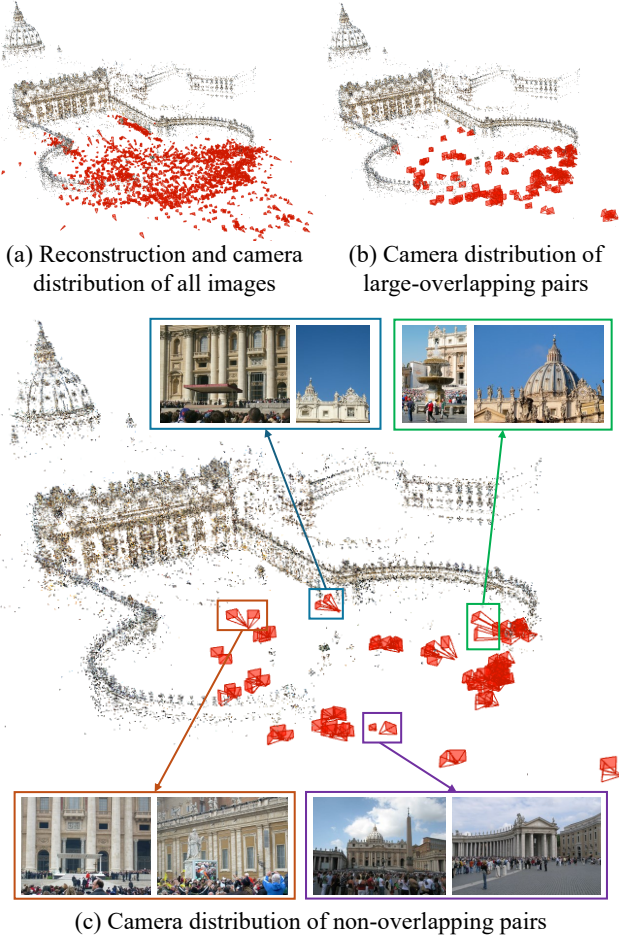 (a) Reconstruction and camera
distribution of all images
(b) Camera distribution of
large-overlapping pairs
(c) Camera distribution of non-overlapping pairs